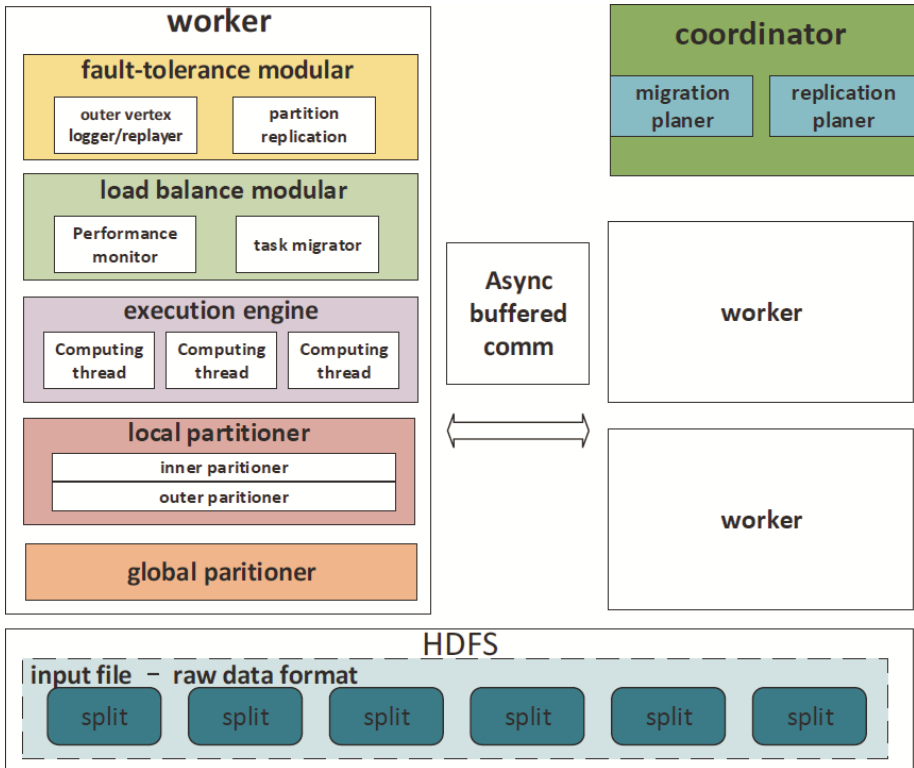 worker
fault-tolerance modular
outer vertex
logger/replayer
partition
replication
load balance modular
Performance
monitor
task migrator
execution engine
Computing
thread
Computing
thread
Computing
thread
local partitioner
inner paritioner
outer paritioner
global paritioner
Async
buffered
comm
coordinator
migration
planer
replication
planer
worker
worker
HDFS
input file – raw data format
split
split
split
split
split
split